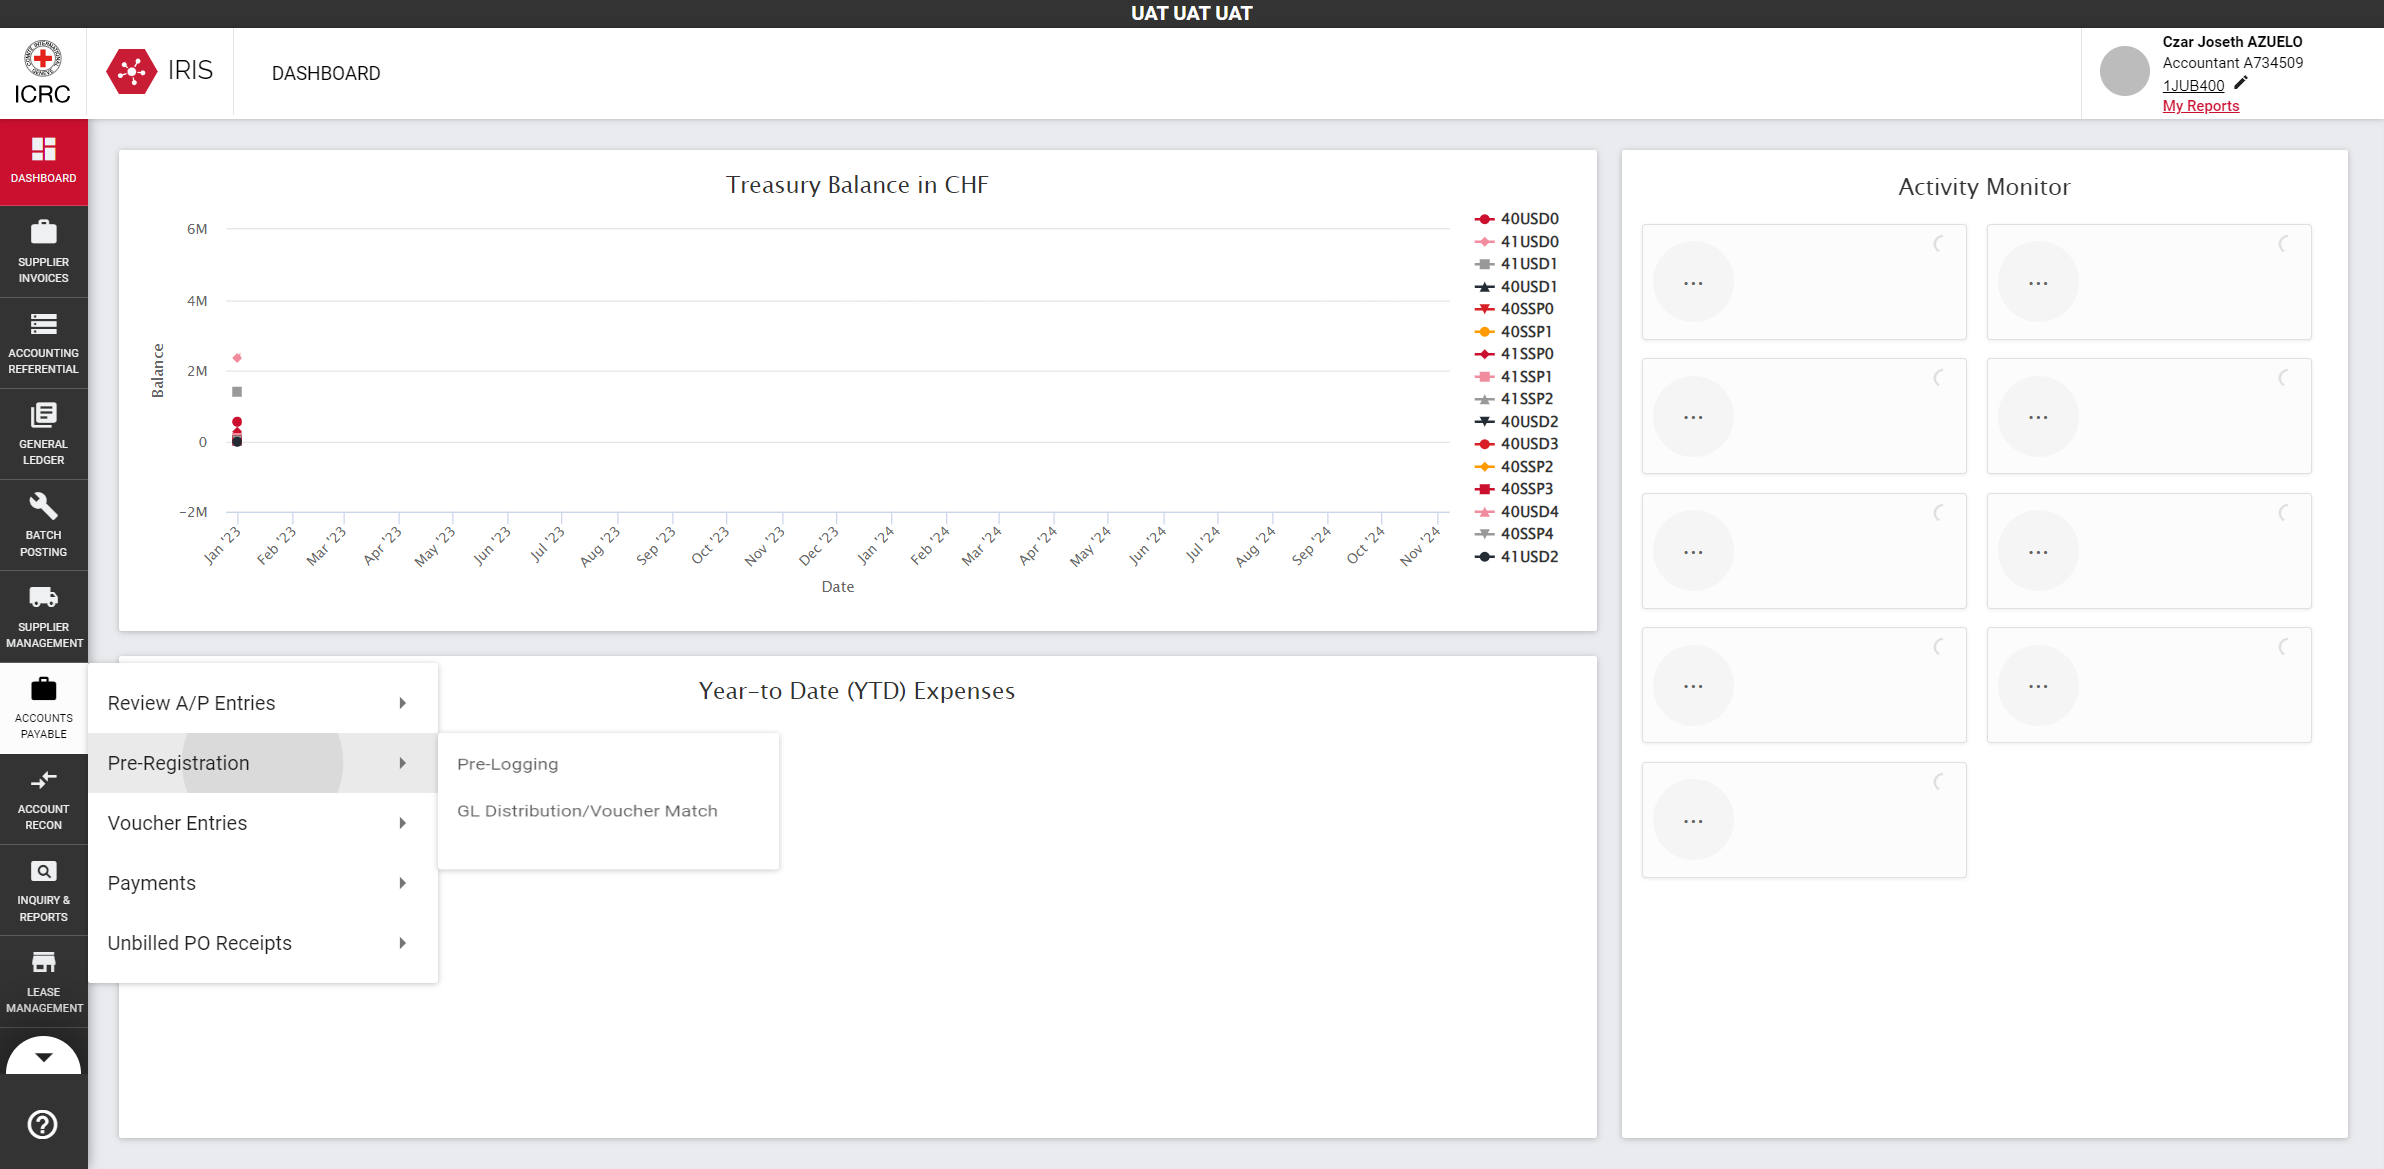 UAT UAT UAT
ICRC
IRIS
DASHBOARD
Czar Joseth AZUELO
Accountant A734509
1JUB400
My Reports
DASHBOARD
SUPPLIER
INVOICES
ACCOUNTING
REFERENTIAL
GENERAL
LEDGER
BATCH
POSTING
SUPPLIER
MANAGEMENT
ACCOUNTS
PAYABLE
ACCOUNT
RECON
INQUIRY &
REPORTS
LEASE
MANAGEMENT
Review A/P Entries
Pre-Registration
Voucher Entries
Payments
Unbilled PO Receipts
Pre-Logging
GL Distribution/Voucher Match
Treasury Balance in CHF
Balance
6M
4M
2M
0
-2M
Jan '23
Feb '23
Mar '23
Apr '23
May '23
Jun '23
Jul '23
Aug '23
Sep '23
Oct '23
Nov '23
Dec '23
Jan '24
Feb '24
Mar '24
Apr '24
May '24
Jun '24
Jul '24
Aug '24
Sep '24
Oct '24
Nov '24
Date
40USD0
41USD0
41USD1
40USD1
40SSP0
40SSP1
41SSP0
41SSP1
41SSP2
40USD2
40USD3
40SSP2
40SSP3
40USD4
40SSP4
41USD2
Year-to Date (YTD) Expenses
Activity Monitor
...
...
...
...
...
...
...
...
...